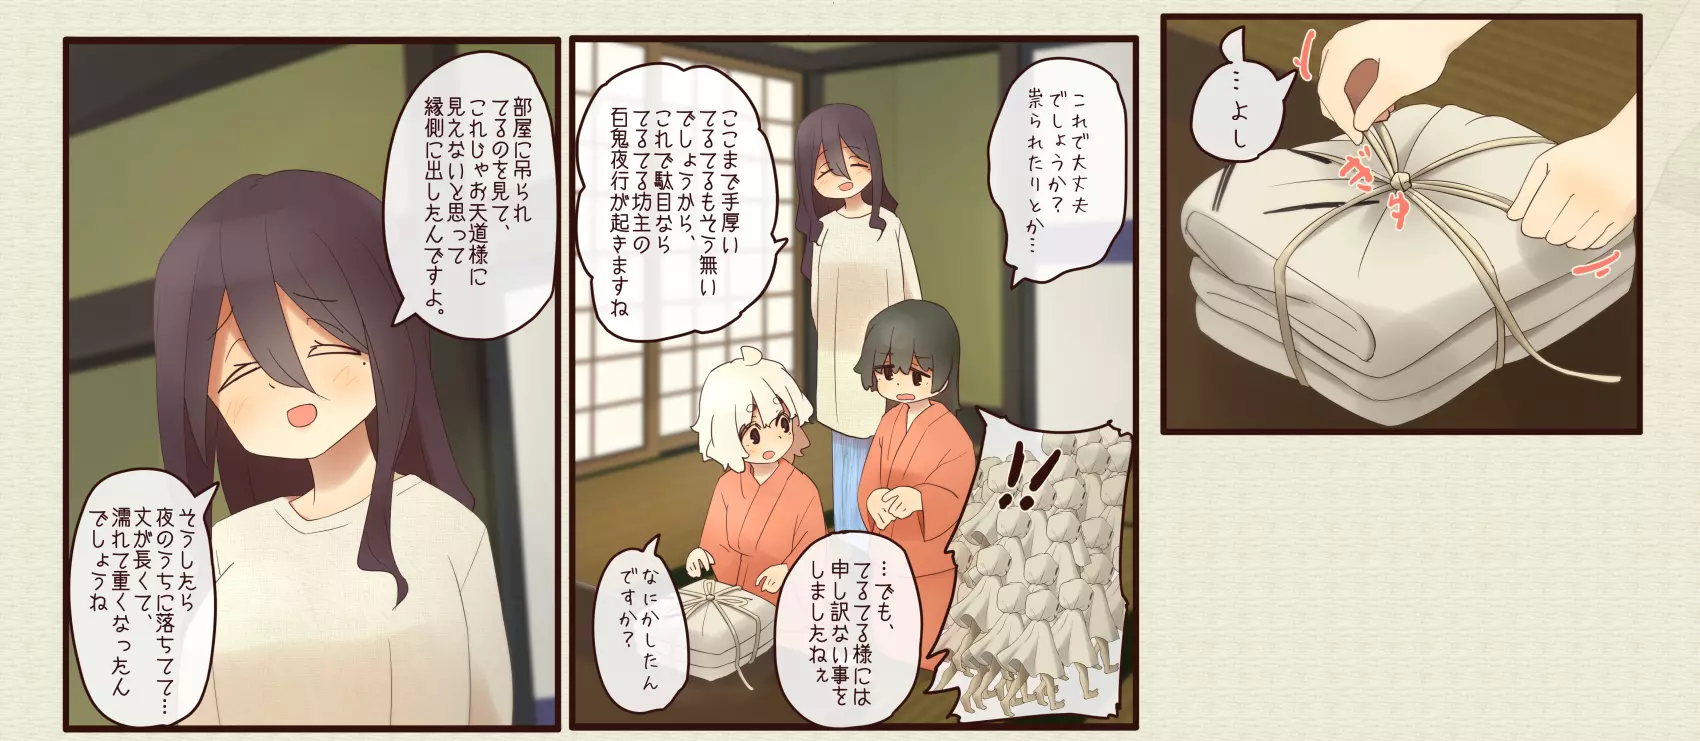 …よし
ぎゅ
これで大丈夫
でしょうか?
祟られたりとか…
ここまで手厚い
てるてるもそう無い
でしょうから、
これで駄目なら
てるてる坊主の
百鬼夜行が起きますね
!!
…でも、
てるてる様には
申し訳ない事を
しましたねぇ
なにかしたん
ですか?
部屋に吊られ
てるのを見て、
これじゃお天道様に
見えないと思って
縁側に出したんですよ。
そうしたら
夜のうちに落ちてて…
丈が長くて、
濡れて重くなったん
でしょうね